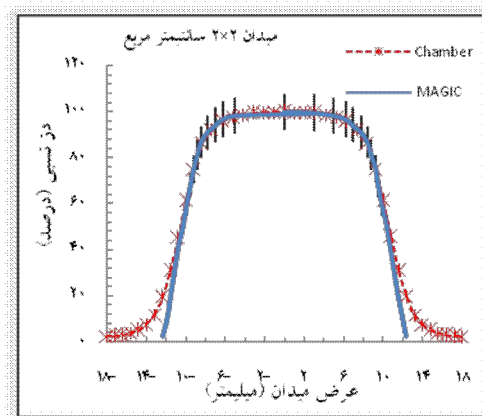 میدان ۲×۲ سانتیمتر مربع
Chamber
MAGIC
دز نسبی (درصد)
۱۲۰
۱۰۰
۸۰
۶۰
۴۰
۲۰
۰
-۱۸ -۱۴ -۱۰ -۶ -۲ ۲ ۶ ۱۰ ۱۴ ۱۸
عرض میدان (میلیمتر)